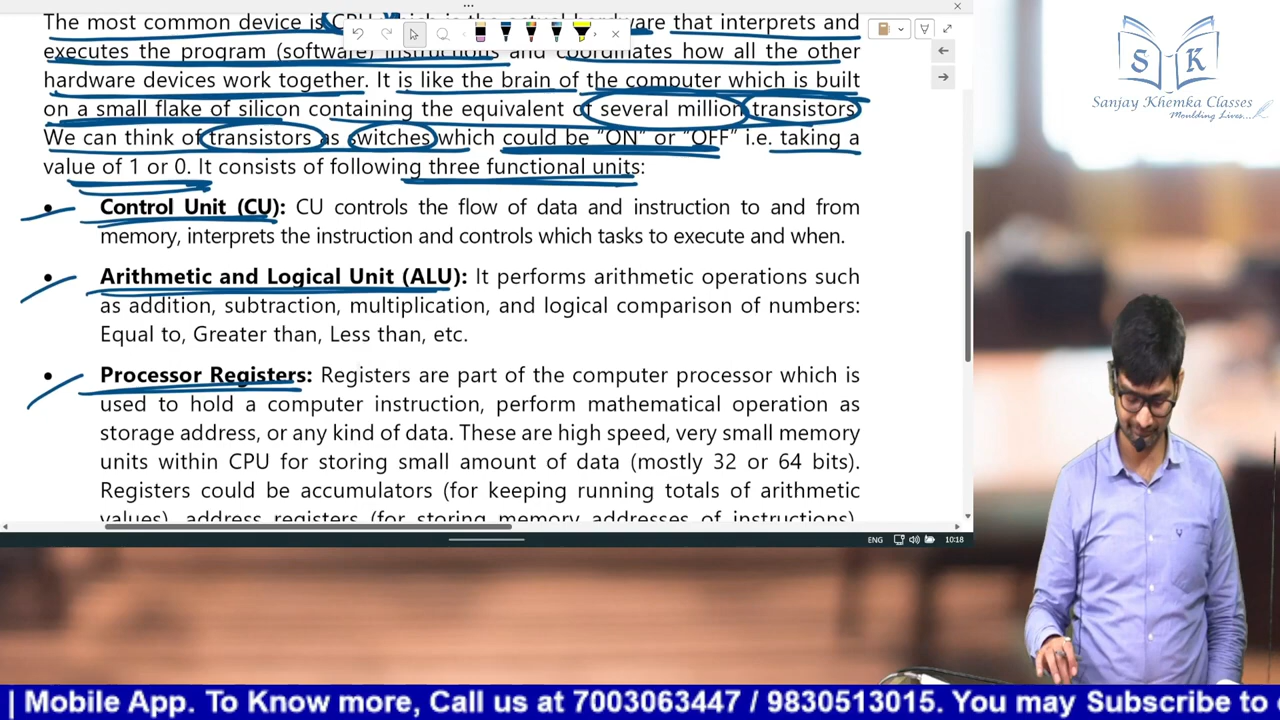 The most common device is CPU which is the actual hardware that interprets and
executes the program (software) instructions and coordinates how all the other
hardware devices work together. It is like the brain of the computer which is built
on a small flake of silicon containing the equivalent of several million transistors
We can think of transistors as switches which could be “ON” or “OFF” i.e. taking a
value of 1 or 0. It consists of following three functional units:
• Control Unit (CU): CU controls the flow of data and instruction to and from
memory, interprets the instruction and controls which tasks to execute and when.
• Arithmetic and Logical Unit (ALU): It performs arithmetic operations such
as addition, subtraction, multiplication, and logical comparison of numbers:
Equal to, Greater than, Less than, etc.
• Processor Registers: Registers are part of the computer processor which is
used to hold a computer instruction, perform mathematical operation as
storage address, or any kind of data. These are high speed, very small memory
units within CPU for storing small amount of data (mostly 32 or 64 bits).
Registers could be accumulators (for keeping running totals of arithmetic
values), address registers (for storing memory addresses of instructions),
ENG 10:18
S K
Sanjay Khemka Classes
Moulding Lives...
| Mobile App. To Know more, Call us at 7003063447 / 9830513015. You may Subscribe to